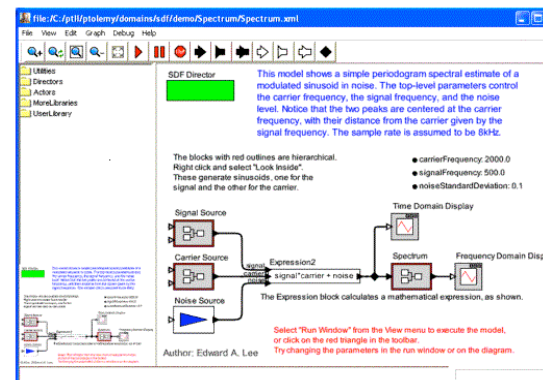 file:/C:/ptII/ptolemy/domains/sdf/demo/Spectrum/Spectrum.xml
File View Edit Graph Debug Help
Utilities
Directors
Actors
MoreLibraries
UserLibrary
SDF Director
This model shows a simple periodogram spectral estimate of a
modulated sinusoid in noise. The top-level parameters control
the carrier frequency, the signal frequency, and the noise
level. Notice that the two peaks are centered at the carrier
frequency, with their distance from the carrier given by the
signal frequency. The sample rate is assumed to be 8kHz.
The blocks with red outlines are hierarchical.
Right click and select "Look Inside".
These generate sinusoids, one for the
signal and the other for the carrier.
carrierFrequency: 2000.0
signalFrequency: 500.0
noiseStandardDeviation: 0.1
Time Domain Display
Signal Source
Carrier Source
Expression2
Spectrum
Frequency Domain Disp
signal
carrier
noise
signal*carrier + noise
Noise Source
The Expression block calculates a mathematical expression, as shown.
Select "Run Window" from the View menu to execute the model,
or click on the red triangle in the toolbar.
Try changing the parameters in the run window or on the diagram.
Author: Edward A. Lee